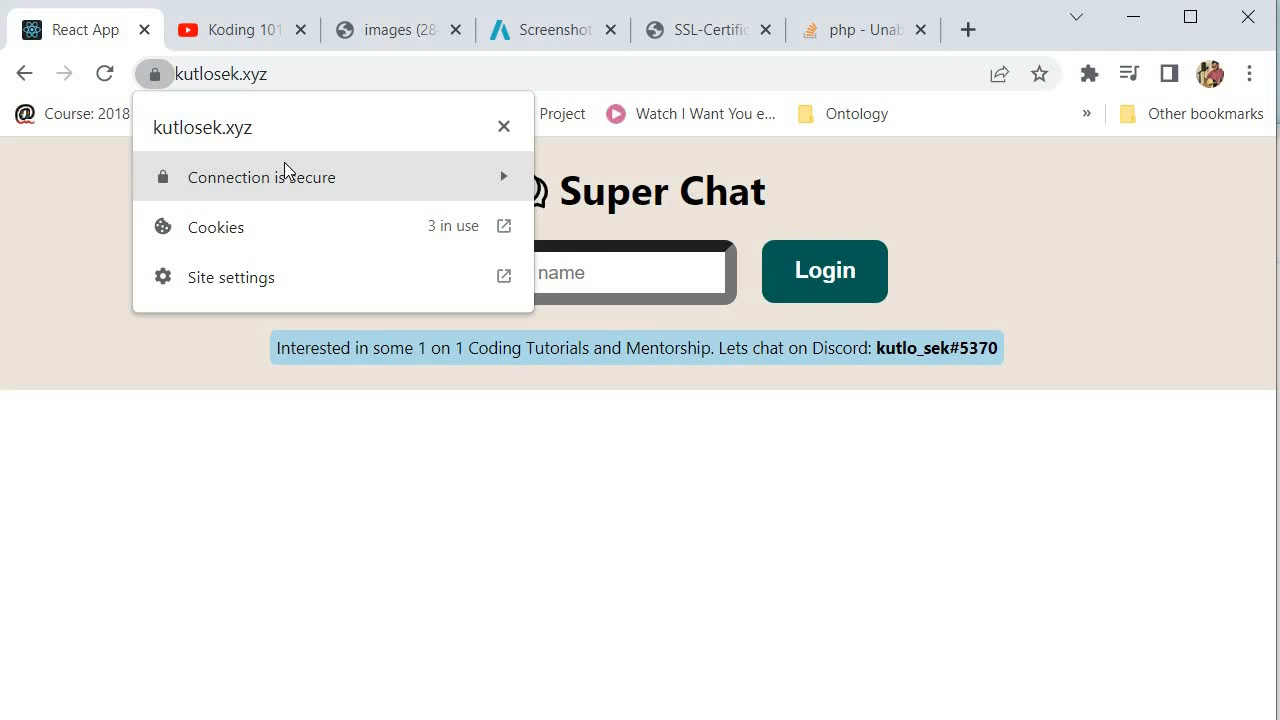 React App
Koding 101
images (28
Screenshot
SSL-Certific
php - Unab
kutlosek.xyz
Course: 2018
Project
Watch I Want You e...
Ontology
»
Other bookmarks
kutlosek.xyz
Connection is secure
Cookies
3 in use
Site settings
Super Chat
name
Login
Interested in some 1 on 1 Coding Tutorials and Mentorship. Lets chat on Discord: kutlo_sek#5370